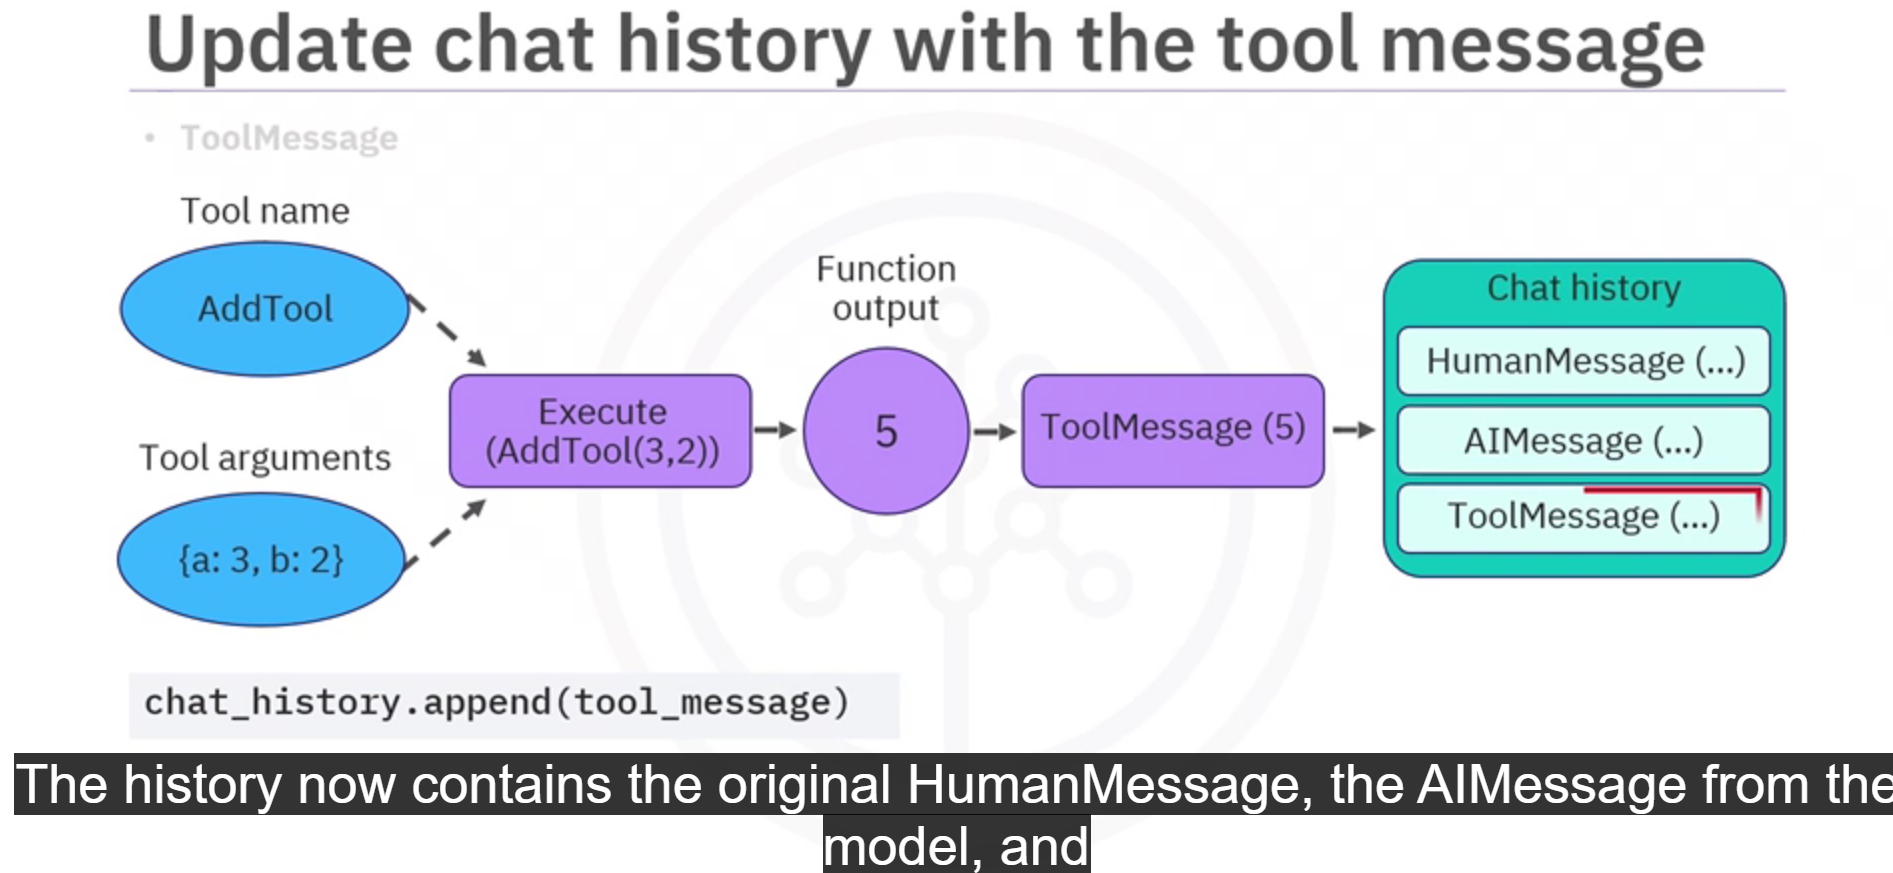 Update chat history with the tool message
• ToolMessage
Tool name
AddTool
Tool arguments
{a: 3, b: 2}
Execute
(AddTool(3,2))
Function
output
5
ToolMessage (5)
Chat history
HumanMessage (...)
AIMessage (...)
ToolMessage (...)
chat_history.append(tool_message)
The history now contains the original HumanMessage, the AIMessage from the
model, and